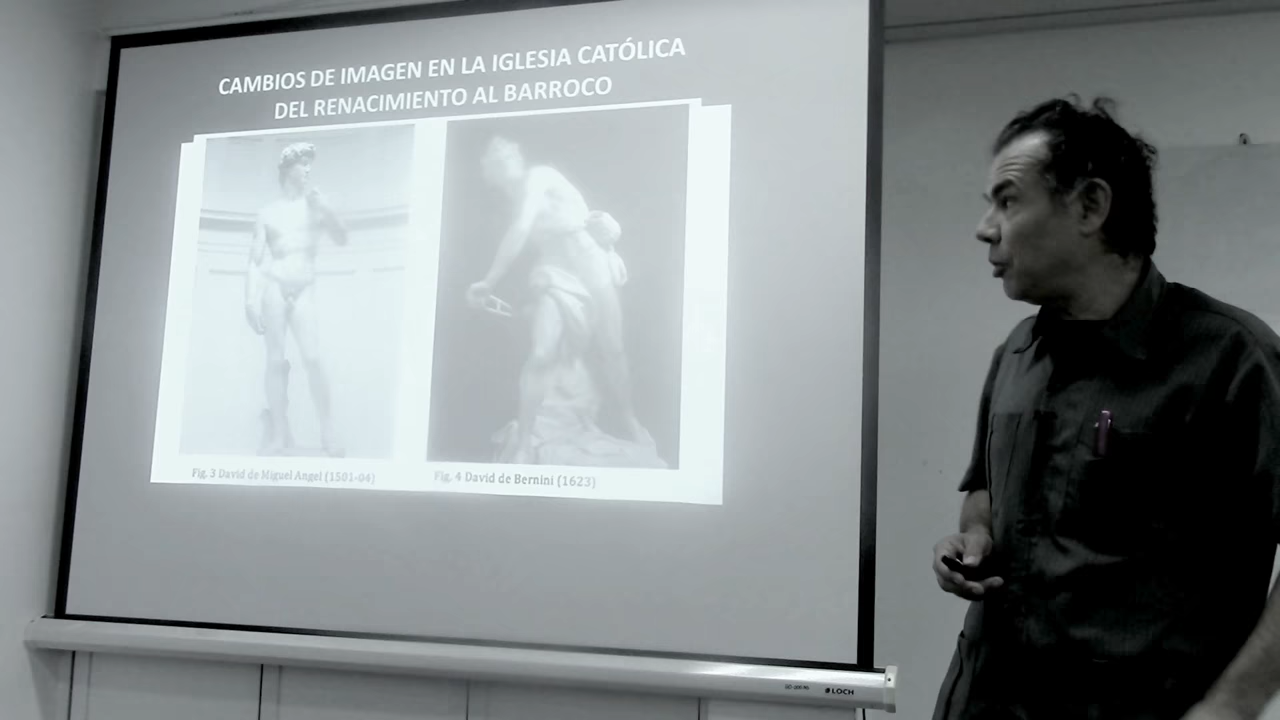 CAMBIOS DE IMAGEN EN LA IGLESIA CATÓLICA
DEL RENACIMIENTO AL BARROCO
Fig. 3 David de Miguel Angel (1501-04)
Fig. 4 David de Bernini (1623)
LOCH